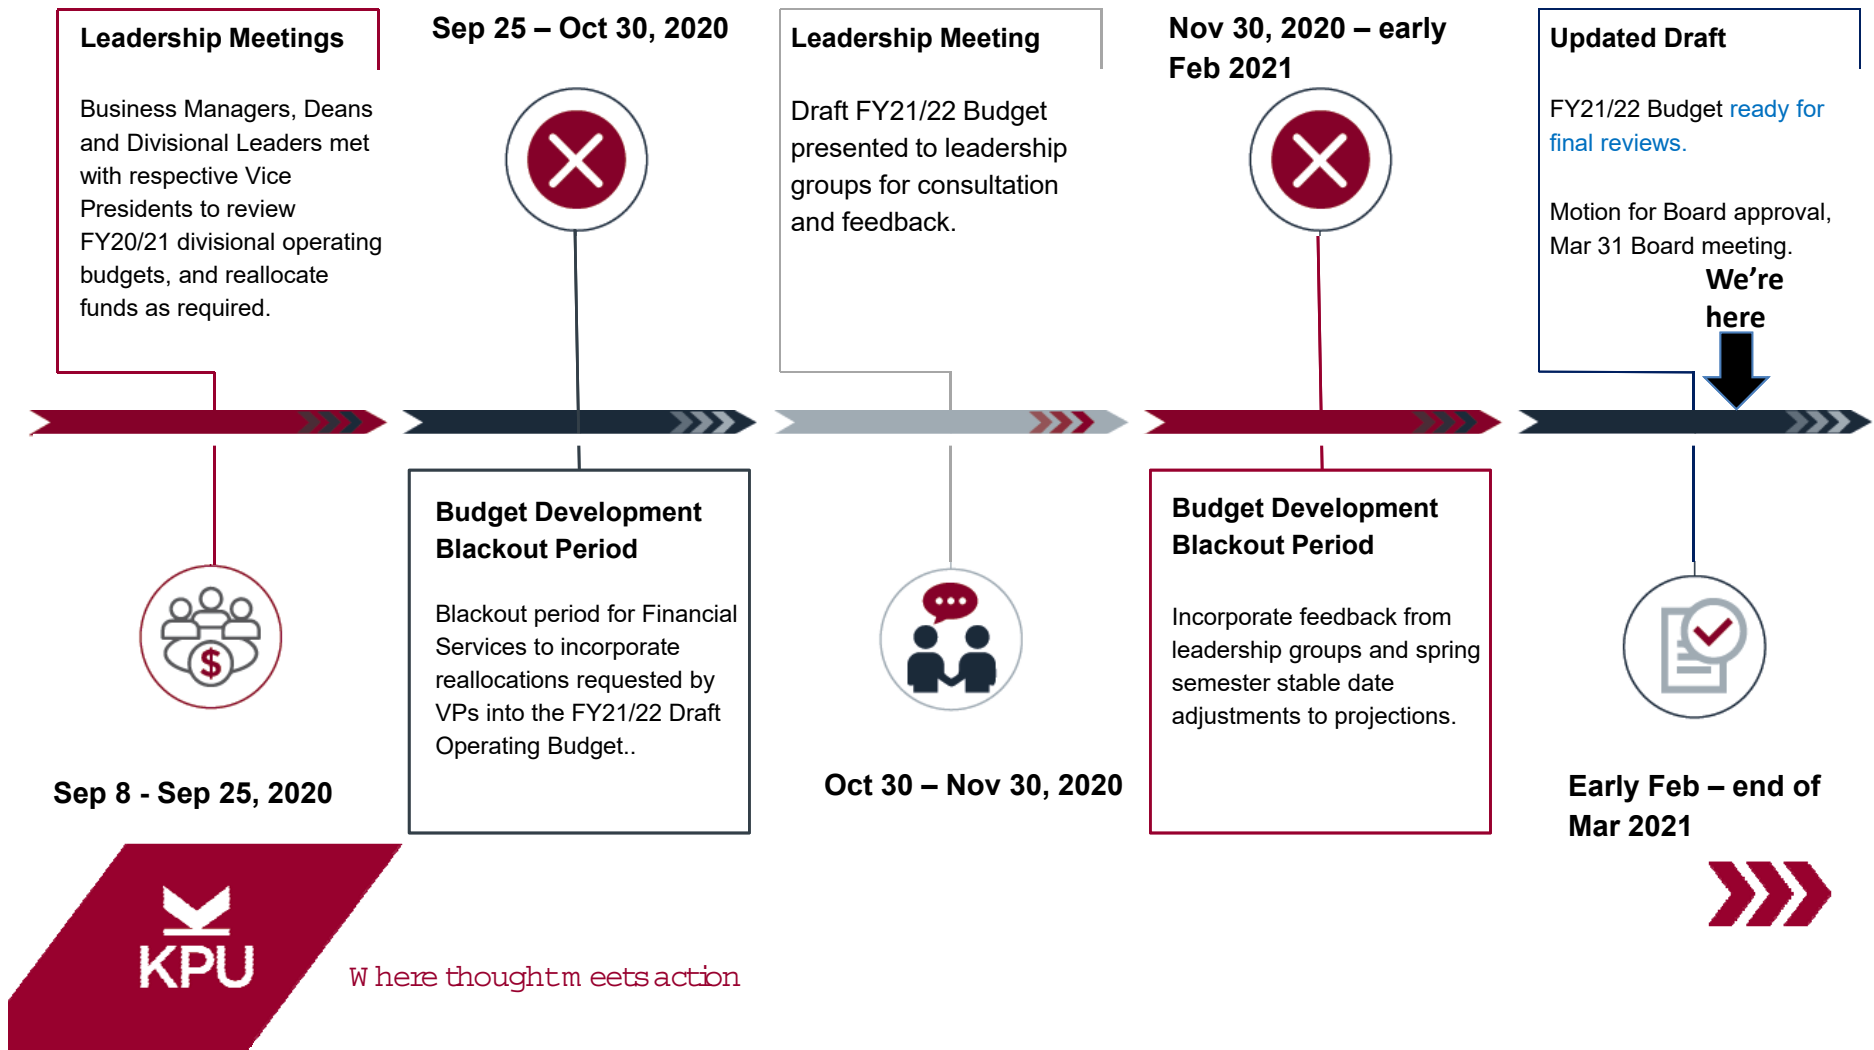 Leadership Meetings
Business Managers, Deans
and Divisional Leaders met
with respective Vice
Presidents to review
FY20/21 divisional operating
budgets, and reallocate
funds as required.
Sep 8 - Sep 25, 2020
Sep 25 – Oct 30, 2020
Budget Development
Blackout Period
Blackout period for Financial
Services to incorporate
reallocations requested by
VPs into the FY21/22 Draft
Operating Budget..
Leadership Meeting
Draft FY21/22 Budget
presented to leadership
groups for consultation
and feedback.
Oct 30 – Nov 30, 2020
Nov 30, 2020 – early
Feb 2021
Budget Development
Blackout Period
Incorporate feedback from
leadership groups and spring
semester stable date
adjustments to projections.
Updated Draft
FY21/22 Budget ready for
final reviews.
Motion for Board approval,
Mar 31 Board meeting.
We're
here
Early Feb – end of
Mar 2021
$
KPU
Where thought meets action